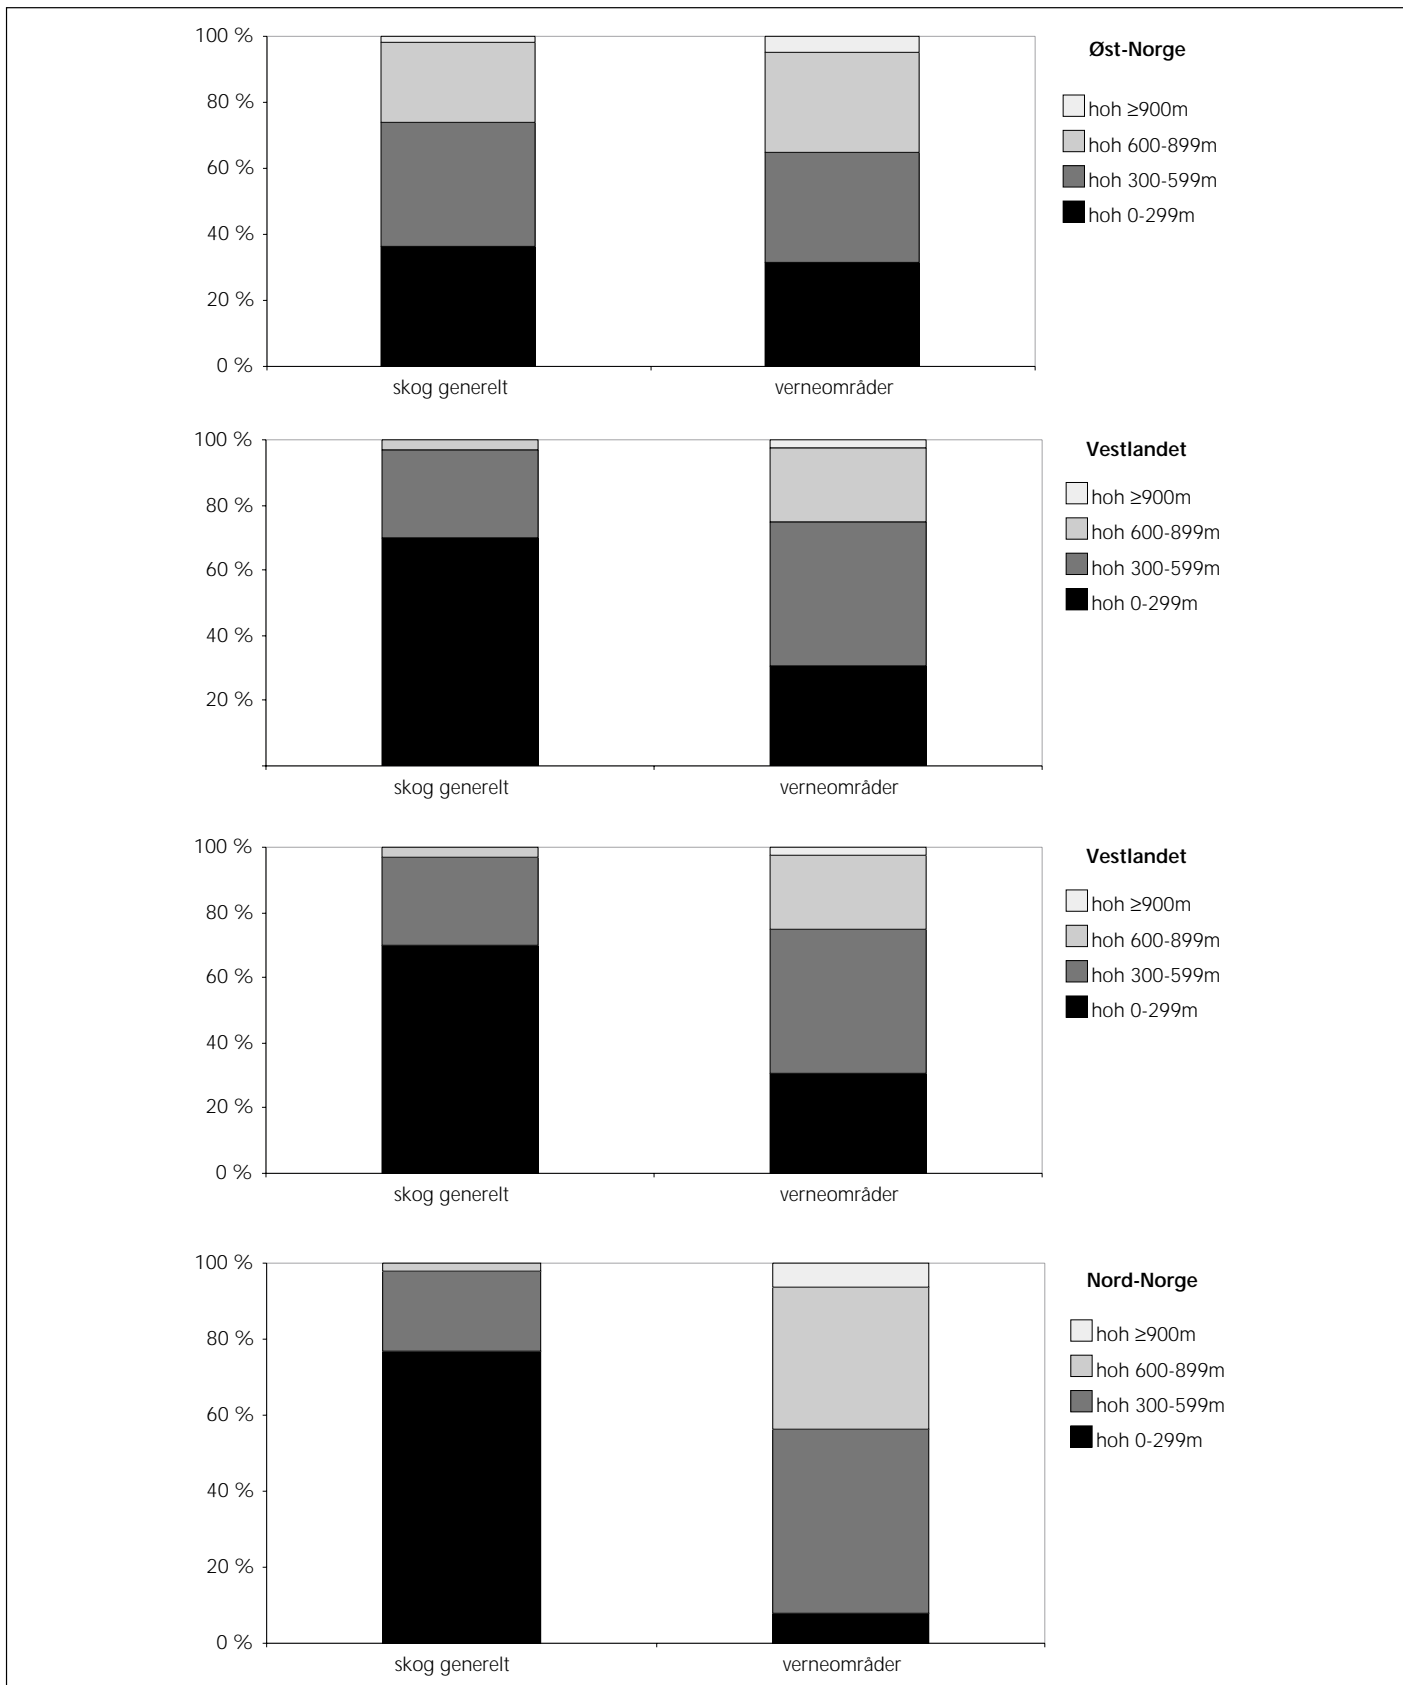 100 %
80 %
60 %
40 %
20 %
0 %
skog generelt
verneområder
Øst-Norge
hoh ≥900m
hoh 600-899m
hoh 300-599m
hoh 0-299m
100 %
80 %
60 %
40 %
20 %
skog generelt
verneområder
Vestlandet
hoh ≥900m
hoh 600-899m
hoh 300-599m
hoh 0-299m
100 %
80 %
60 %
40 %
20 %
0 %
skog generelt
verneområder
Vestlandet
hoh ≥900m
hoh 600-899m
hoh 300-599m
hoh 0-299m
100 %
80 %
60 %
40 %
20 %
0 %
skog generelt
verneområder
Nord-Norge
hoh ≥900m
hoh 600-899m
hoh 300-599m
hoh 0-299m